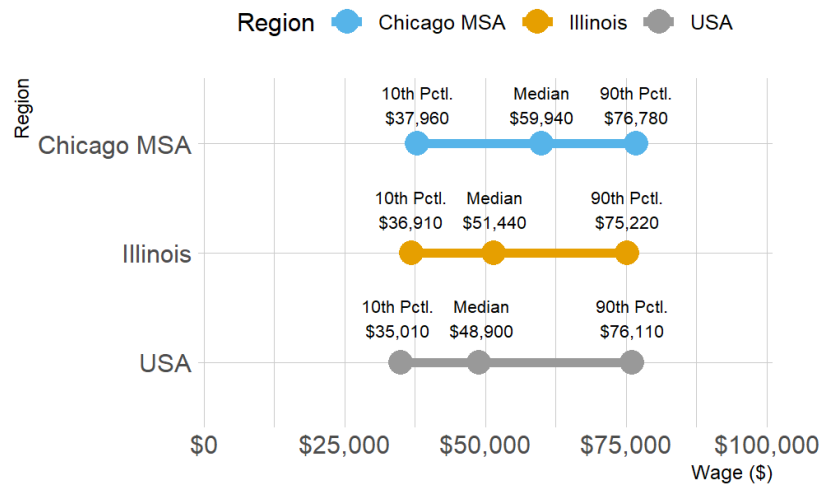 Region Chicago MSA Illinois USA
Region
10th Pctl. Median 90th Pctl.
$37,960 $59,940 $76,780
Chicago MSA
10th Pctl. Median 90th Pctl.
$36,910 $51,440 $75,220
Illinois
10th Pctl. Median 90th Pctl.
$35,010 $48,900 $76,110
USA
$0 $25,000 $50,000 $75,000 $100,000
Wage ($)